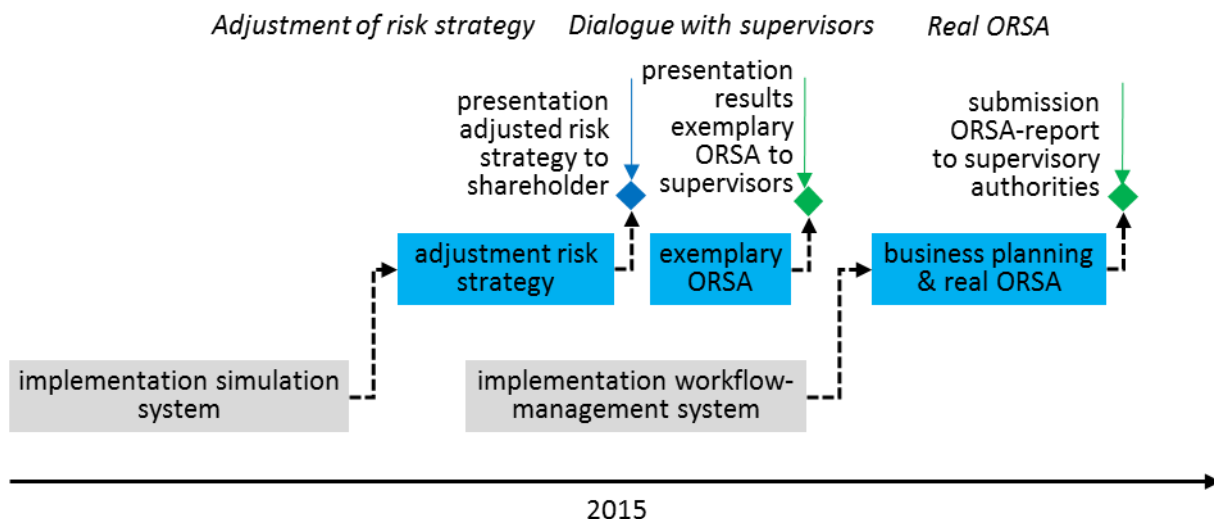 Adjustment of risk strategy
Dialogue with supervisors
Real ORSA
presentation
adjusted risk
strategy to
shareholder
presentation
results
exemplary
ORSA to
supervisors
submission
ORSA-report
to supervisory
authorities
adjustment risk
strategy
exemplary
ORSA
business planning
& real ORSA
implementation simulation
system
implementation workflow-
management system
2015